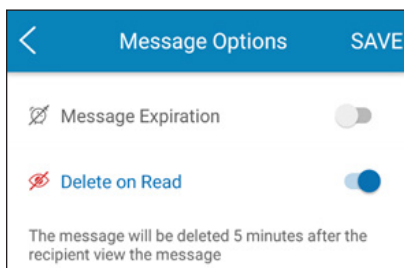 Message Options SAVE
Message Expiration
Delete on Read
The message will be deleted 5 minutes after the
recipient view the message